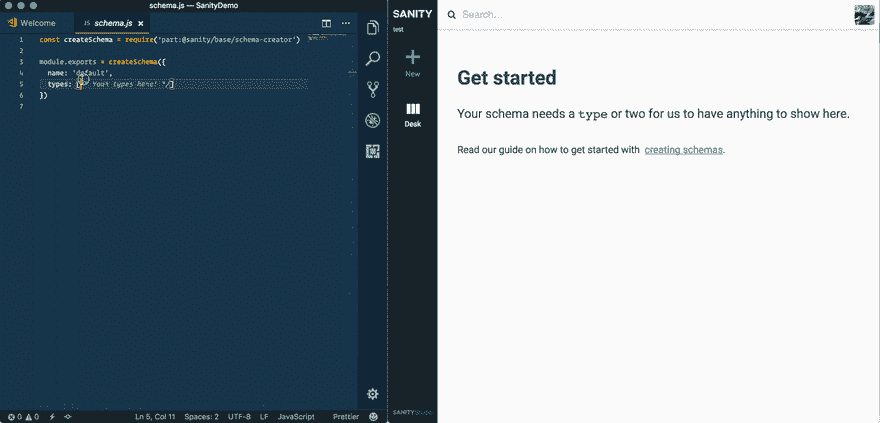 schema.js — SanityDemo
Welcome
JS schema.js ×
1 const createSchema = require('part:@sanity/base/schema-creator')
2
3 module.exports = createSchema({
4 name: 'default',
5 types: [ Your types here! */]
6 })
7
0 0
Ln 5, Col 11 Spaces: 2 UTF-8 LF JavaScript Prettier
SANITY
test
New
Desk
SANITY Studio
Search...
Get started
Your schema needs a type or two for us to have anything to show here.
Read our guide on how to get started with creating schemas.